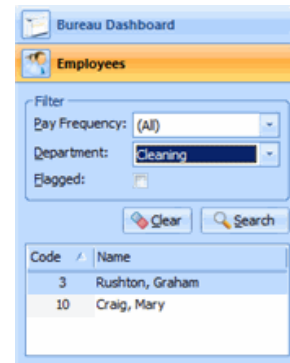 Bureau Dashboard
Employees
Filter
Pay Frequency: (All)
Department: Cleaning
Flagged:
Clear Search
Code Name
3 Rushton, Graham
10 Craig, Mary